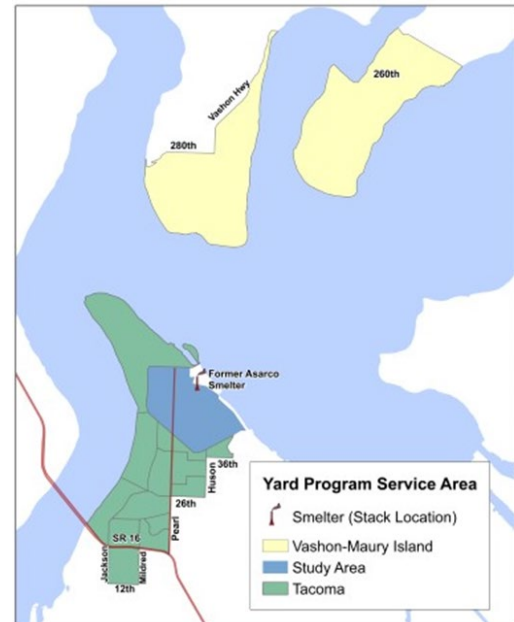 260th
Vashon Hwy
280th
Former Asarco
Smelter
36th
Huson
26th
Pearl
SR 16
Jackson
Mildred
12th
Yard Program Service Area
Smelter (Stack Location)
Vashon-Maury Island
Study Area
Tacoma